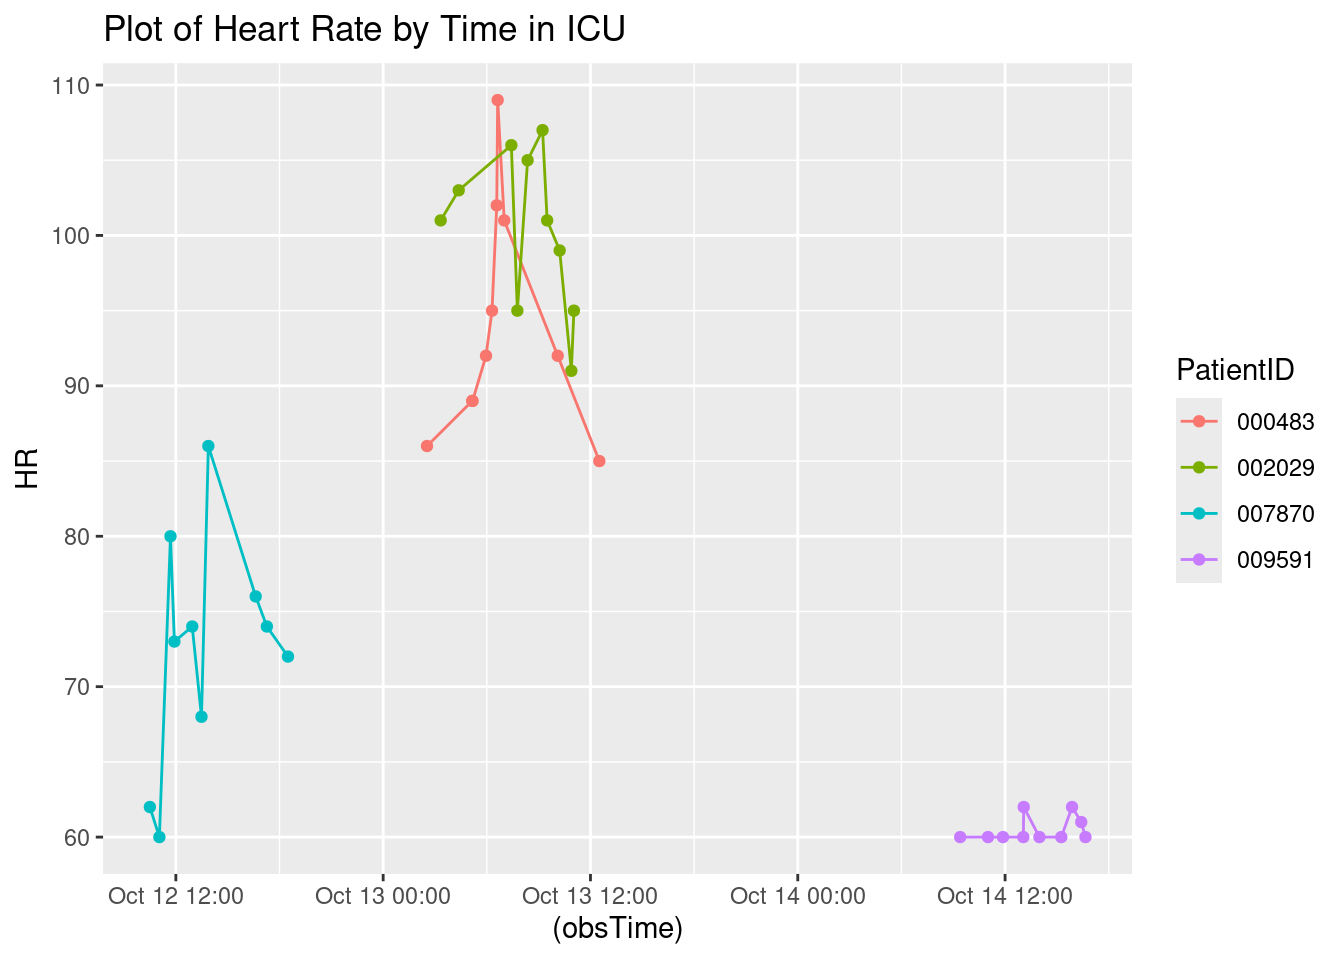 Plot of Heart Rate by Time in ICU
110
100
90
80
70
60
HR
Oct 12 12:00 Oct 13 00:00 Oct 13 12:00 Oct 14 00:00 Oct 14 12:00
(obsTime)
PatientID
000483
002029
007870
009591